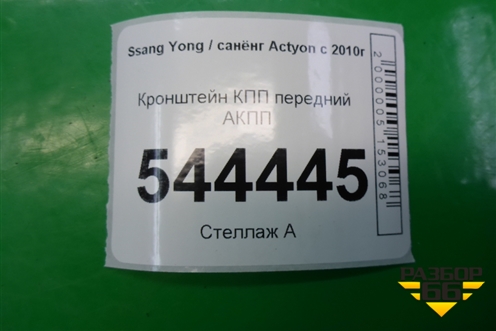 Ssang Yong / санёнг Actyon с 2010г
Кронштейн КПП передний
АКПП
544445
Стеллаж А
2000005153068
РАЗБОР
66